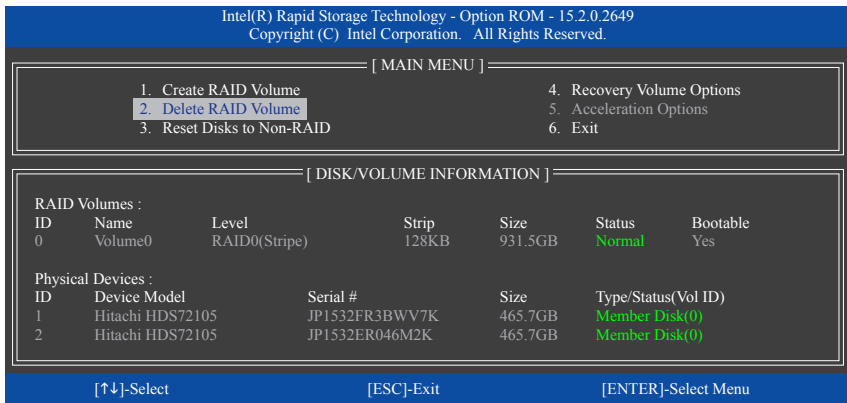 Intel(R) Rapid Storage Technology - Option ROM - 15.2.0.2649
Copyright (C) Intel Corporation. All Rights Reserved.
[ MAIN MENU ]
1. Create RAID Volume 4. Recovery Volume Options
2. Delete RAID Volume 5. Acceleration Options
3. Reset Disks to Non-RAID 6. Exit
[ DISK/VOLUME INFORMATION ]
RAID Volumes :
ID Name Level Strip Size Status Bootable
0 Volume0 RAID0(Stripe) 128KB 931.5GB Normal Yes
Physical Devices :
ID Device Model Serial # Size Type/Status(Vol ID)
1 Hitachi HDS72105 JP1532FR3BWV7K 465.7GB Member Disk(0)
2 Hitachi HDS72105 JP1532ER046M2K 465.7GB Member Disk(0)
[↑↓]-Select [ESC]-Exit [ENTER]-Select Menu